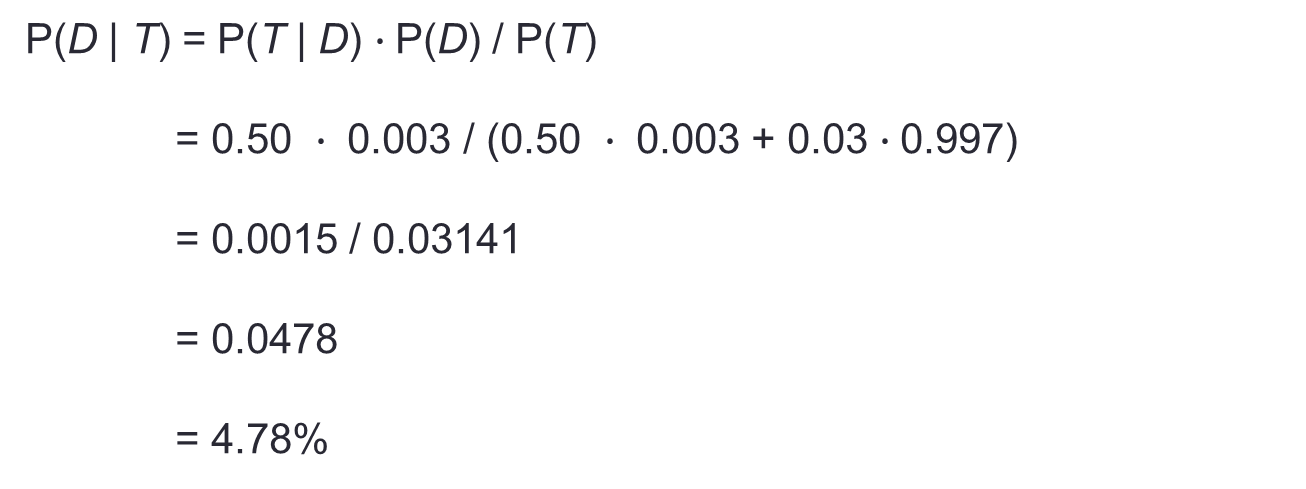 P(D | T) = P(T | D) · P(D) / P(T)
= 0.50 · 0.003 / (0.50 · 0.003 + 0.03 · 0.997)
= 0.0015 / 0.03141
= 0.0478
= 4.78%